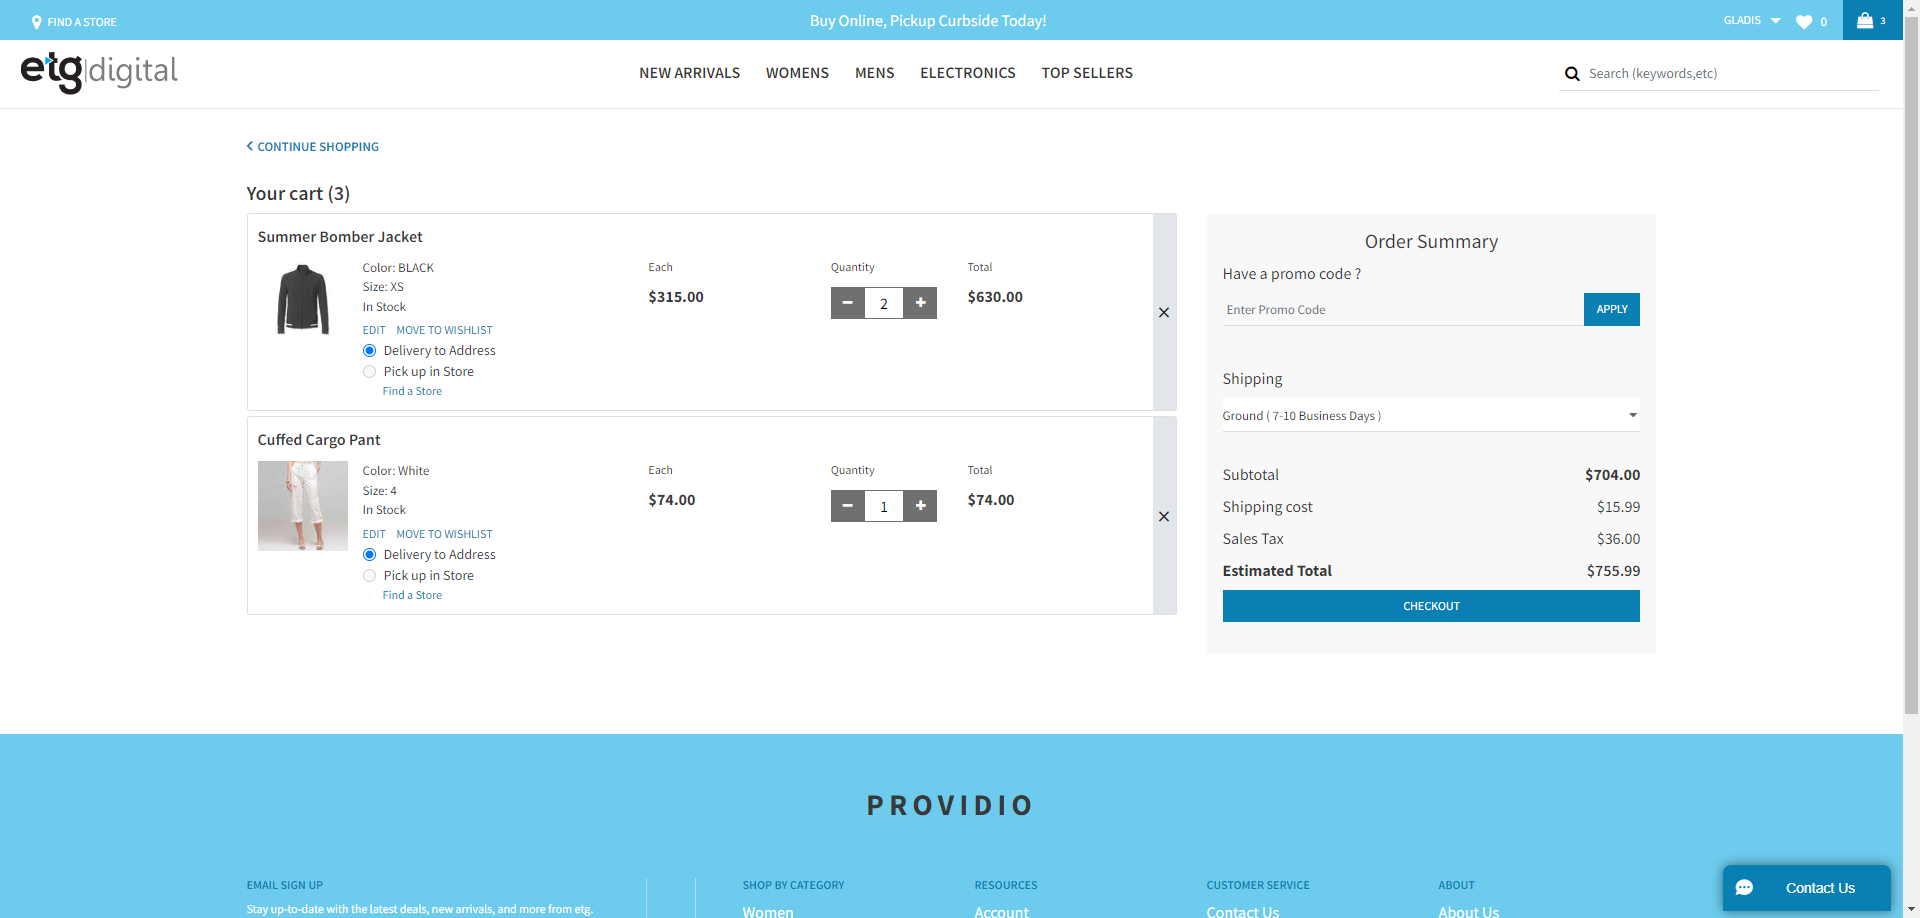 FIND A STORE
Buy Online, Pickup Curbside Today!
GLADIS
0
3
etg|digital
NEW ARRIVALS WOMENS MENS ELECTRONICS TOP SELLERS
Search (keywords,etc)
CONTINUE SHOPPING
Your cart (3)
Summer Bomber Jacket
Color: BLACK
Size: XS
In Stock
EDIT MOVE TO WISHLIST
Delivery to Address
Pick up in Store
Find a Store
Each
$315.00
Quantity
2
Total
$630.00
Cuffed Cargo Pant
Color: White
Size: 4
In Stock
EDIT MOVE TO WISHLIST
Delivery to Address
Pick up in Store
Find a Store
Each
$74.00
Quantity
1
Total
$74.00
Order Summary
Have a promo code ?
Enter Promo Code
APPLY
Shipping
Ground ( 7-10 Business Days )
Subtotal $704.00
Shipping cost $15.99
Sales Tax $36.00
Estimated Total $755.99
CHECKOUT
PROVIDIO
EMAIL SIGN UP
Stay up-to-date with the latest deals, new arrivals, and more from etg.
SHOP BY CATEGORY
Women
RESOURCES
Account
CUSTOMER SERVICE
Contact Us
ABOUT
About Us
Contact Us